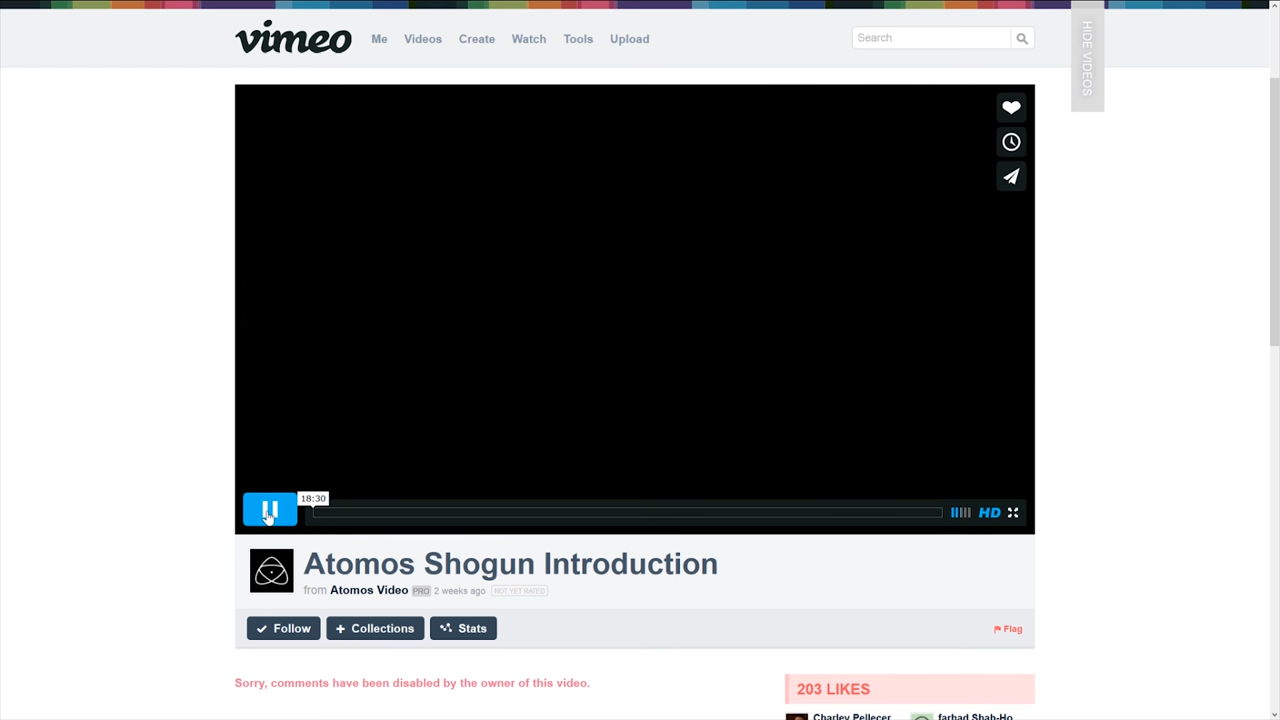 vimeo Me Videos Create Watch Tools Upload Search
HIDE VIDEOS
18:30
HD
Atomos Shogun Introduction
from Atomos Video PRO 2 weeks ago NOT YET RATED
Follow + Collections Stats Flag
Sorry, comments have been disabled by the owner of this video.
203 LIKES
Charley Pellecer farhad Shah-Ho